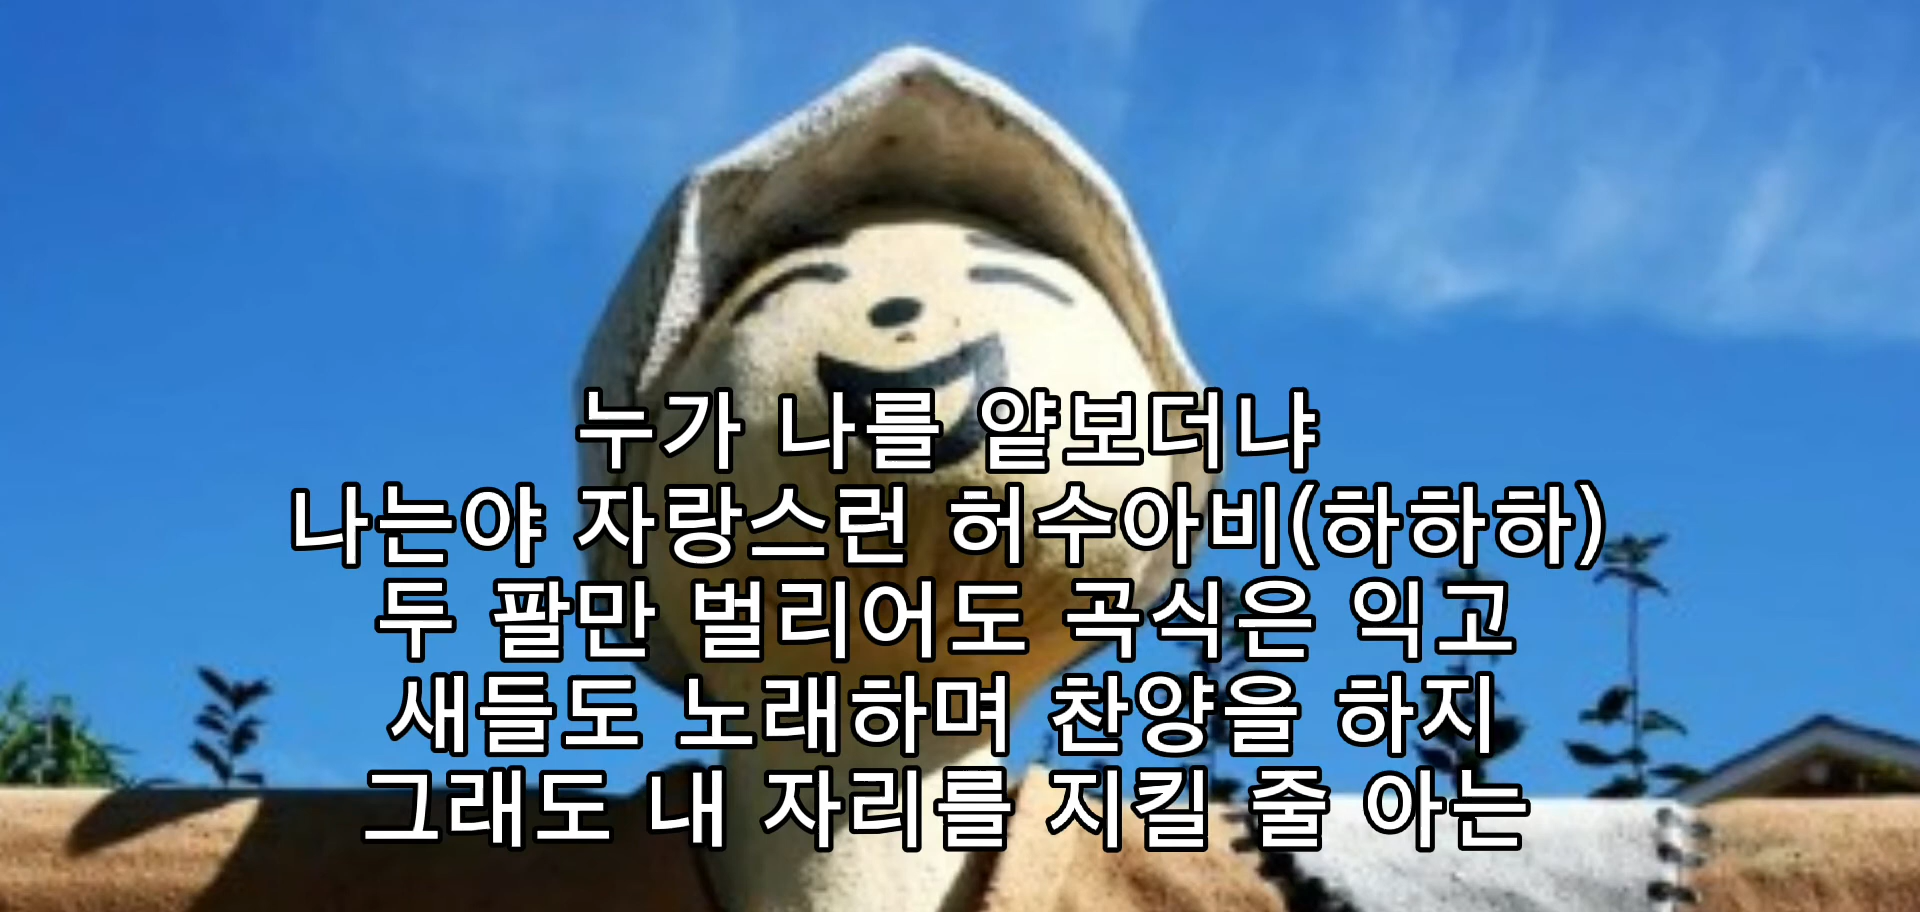 누가 나를 얕보더냐
나는야 자랑스런 허수아비(하하하)
두 팔만 벌리어도 곡식은 익고
새들도 노래하며 찬양을 하지
그래도 내 자리를 지킬 줄 아는